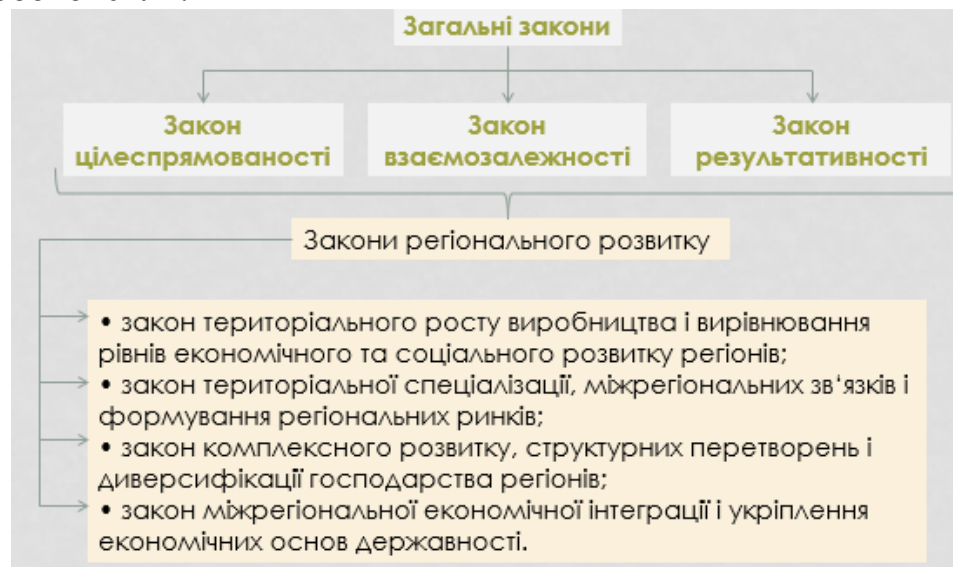 Загальні закони
Закон
цілеспрямованості
Закон
взаємозалежності
Закон
результативності
Закони регіонального розвитку
• закон територіального росту виробництва і вирівнювання
рівнів економічного та соціального розвитку регіонів;
• закон територіальної спеціалізації, міжрегіональних зв'язків і
формування регіональних ринків;
• закон комплексного розвитку, структурних перетворень і
диверсифікації господарства регіонів;
• закон міжрегіональної економічної інтеграції і укріплення
економічних основ державності.